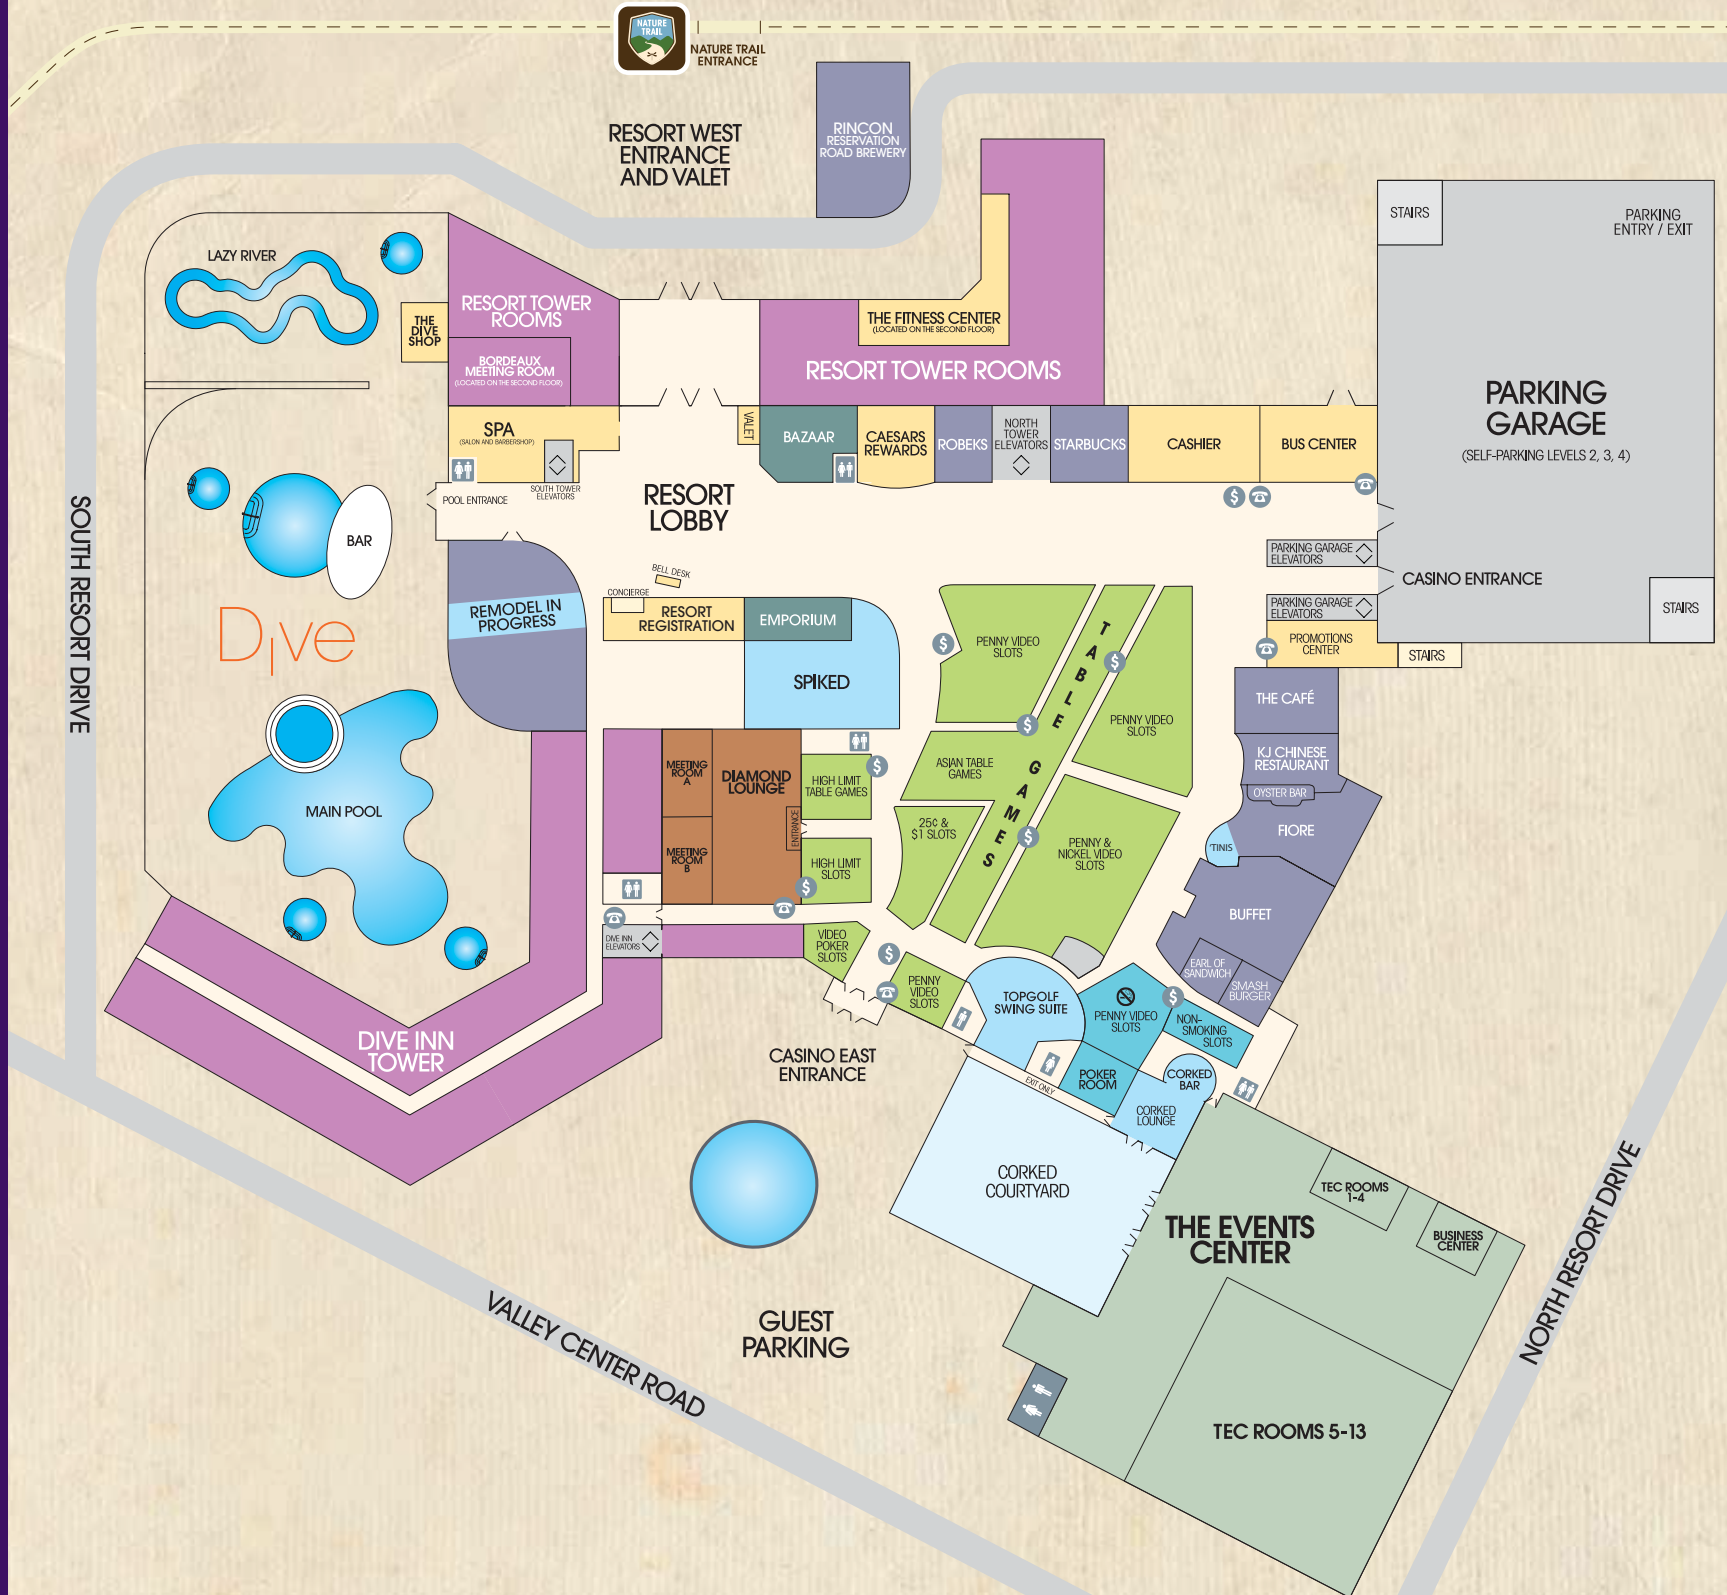 NATURE
TRAIL
NATURE TRAIL
ENTRANCE
RESORT WEST
ENTRANCE
AND VALET
RINCON
RESERVATION
ROAD BREWERY
STAIRS
PARKING
ENTRY / EXIT
LAZY RIVER
THE
DIVE
SHOP
RESORT TOWER
ROOMS
BORDEAUX
MEETING ROOM
(LOCATED ON THE SECOND FLOOR)
THE FITNESS CENTER
(LOCATED ON THE SECOND FLOOR)
RESORT TOWER ROOMS
PARKING
GARAGE
(SELF-PARKING LEVELS 2, 3, 4)
SPA
(SALON AND BARBERSHOP)
VALET
BAZAAR
CAESARS
REWARDS
ROBEKS
NORTH
TOWER
ELEVATORS
STARBUCKS
CASHIER
BUS CENTER
POOL ENTRANCE
SOUTH TOWER
ELEVATORS
RESORT
LOBBY
SOUTH RESORT DRIVE
BAR
Dive
REMODEL IN
PROGRESS
BELL DESK
CONCIERGE
RESORT
REGISTRATION
EMPORIUM
SPIKED
PARKING GARAGE
ELEVATORS
CASINO ENTRANCE
PARKING GARAGE
ELEVATORS
STAIRS
PROMOTIONS
CENTER
STAIRS
PENNY VIDEO
SLOTS
TABLE GAMES
PENNY VIDEO
SLOTS
THE CAFÉ
KJ CHINESE
RESTAURANT
OYSTER BAR
FIORE
'TINIS
BUFFET
EARL OF
SANDWICH
SMASH
BURGER
ASIAN TABLE
GAMES
25¢ &
$1 SLOTS
PENNY &
NICKEL VIDEO
SLOTS
MEETING
ROOM
A
MEETING
ROOM
B
DIAMOND
LOUNGE
ENTRANCE
HIGH LIMIT
TABLE GAMES
HIGH LIMIT
SLOTS
MAIN POOL
DIVE INN
ELEVATORS
VIDEO
POKER
SLOTS
PENNY
VIDEO
SLOTS
TOPGOLF
SWING SUITE
PENNY VIDEO
SLOTS
NON-
SMOKING
SLOTS
POKER
ROOM
CORKED
BAR
CORKED
LOUNGE
EXIT ONLY
DIVE INN
TOWER
CASINO EAST
ENTRANCE
CORKED
COURTYARD
THE EVENTS
CENTER
TEC ROOMS
1-4
BUSINESS
CENTER
TEC ROOMS 5-13
GUEST
PARKING
VALLEY CENTER ROAD
NORTH RESORT DRIVE
$
$
$
$
$
$
$
$
$